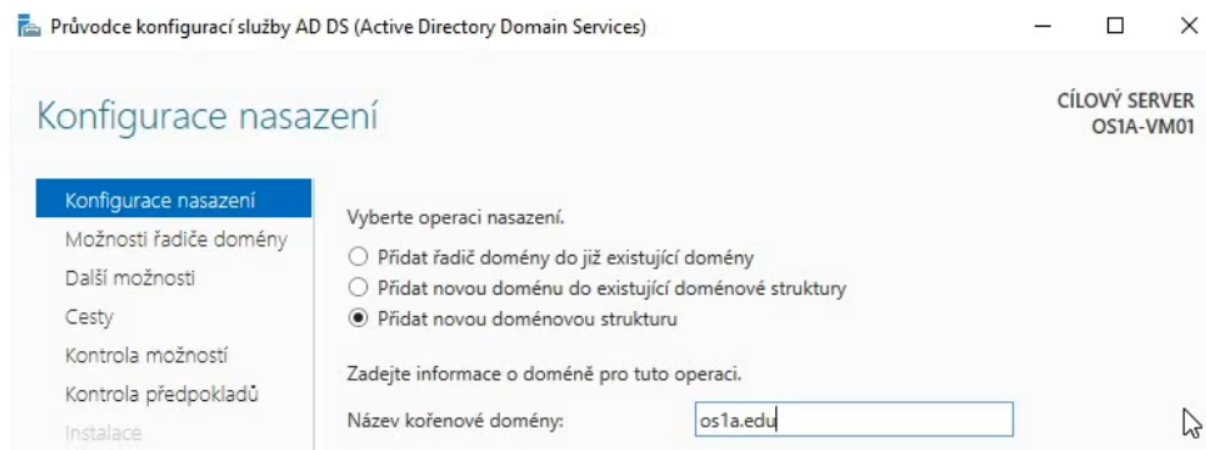 Průvodce konfigurací služby AD DS (Active Directory Domain Services)
Konfigurace nasazení
CÍLOVÝ SERVER
OS1A-VM01
Konfigurace nasazení
Možnosti řadiče domény
Další možnosti
Cesty
Kontrola možností
Kontrola předpokladů
Instalace
Vyberte operaci nasazení.
Přidat řadič domény do již existující domény
Přidat novou doménu do existující doménové struktury
Přidat novou doménovou strukturu
Zadejte informace o doméně pro tuto operaci.
Název kořenové domény: os1a.edu